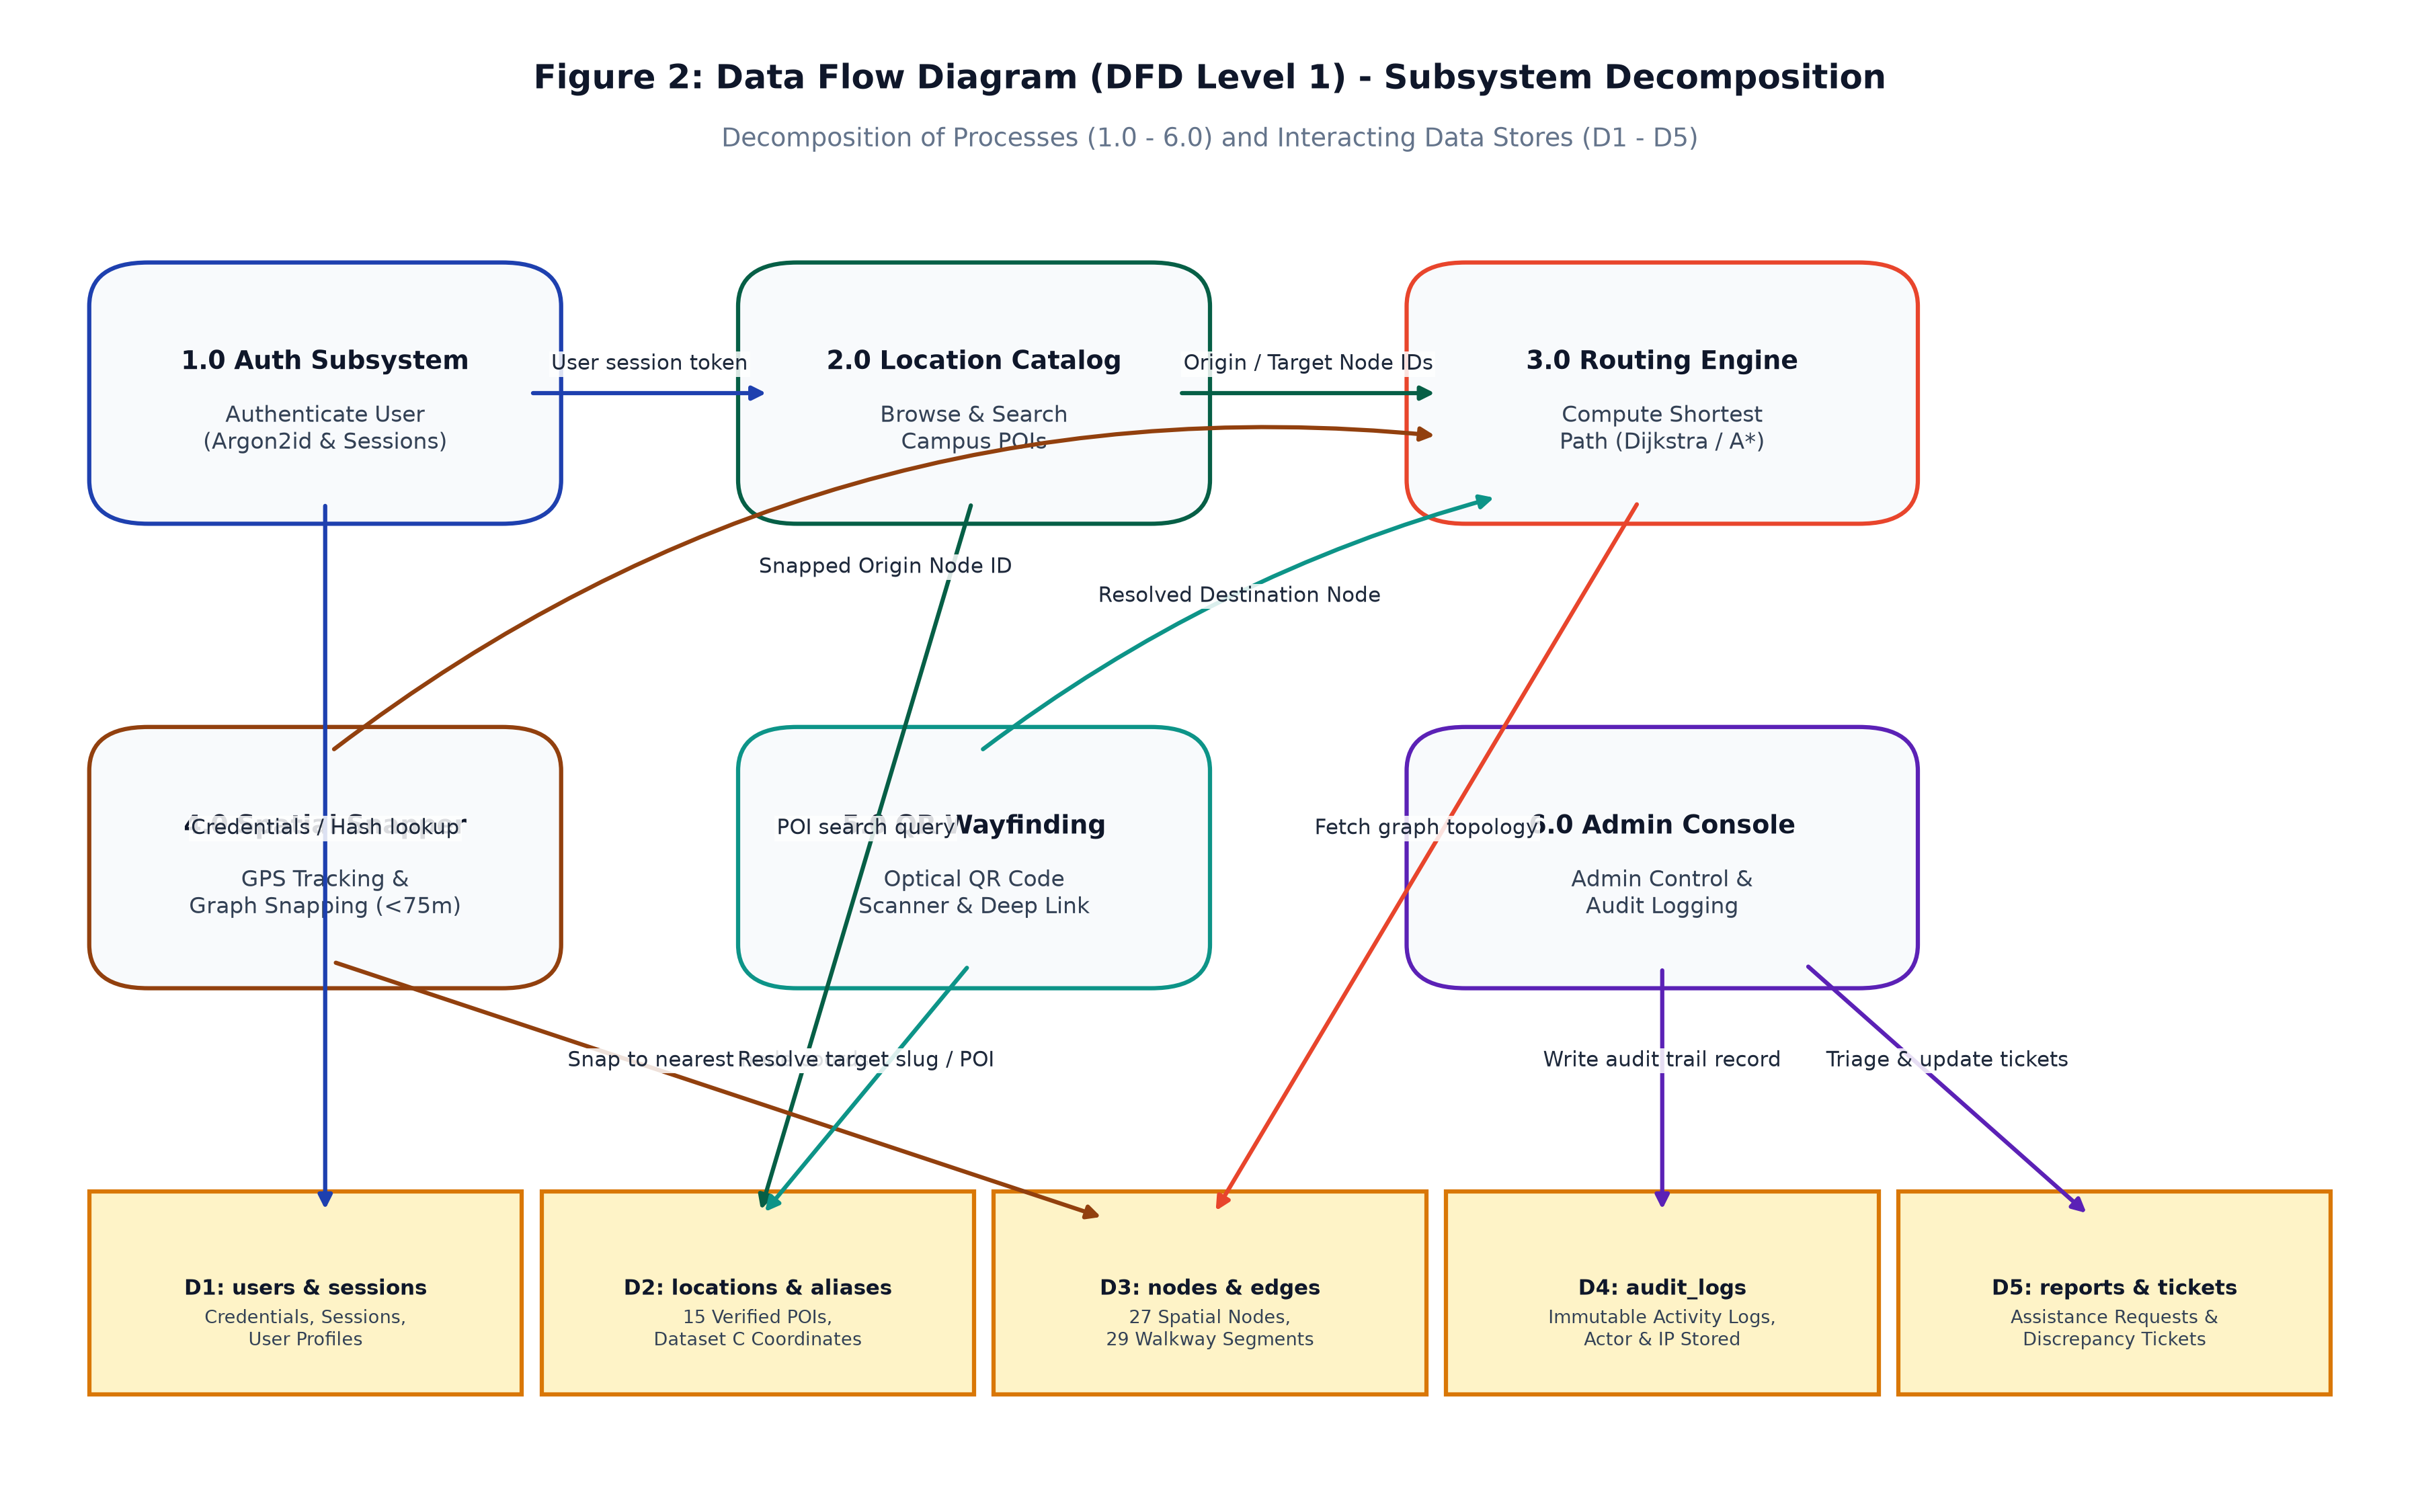 Figure 2: Data Flow Diagram (DFD Level 1) - Subsystem Decomposition
Decomposition of Processes (1.0 - 6.0) and Interacting Data Stores (D1 - D5)
1.0 Auth Subsystem
Authenticate User
(Argon2id & Sessions)
User session token
2.0 Location Catalog
Browse & Search
Campus POIs
Origin / Target Node IDs
3.0 Routing Engine
Compute Shortest
Path (Dijkstra / A*)
Snapped Origin Node ID
Resolved Destination Node
4.0 Spatial Snapper
Credentials / Hash lookup
GPS Tracking &
Graph Snapping (<75m)
POI search query
Wayfinding
Optical QR Code
Scanner & Deep Link
Fetch graph topology
6.0 Admin Console
Admin Control &
Audit Logging
Snap to nearest
Resolve target slug / POI
Write audit trail record
Triage & update tickets
D1: users & sessions
Credentials, Sessions,
User Profiles
D2: locations & aliases
15 Verified POIs,
Dataset C Coordinates
D3: nodes & edges
27 Spatial Nodes,
29 Walkway Segments
D4: audit_logs
Immutable Activity Logs,
Actor & IP Stored
D5: reports & tickets
Assistance Requests &
Discrepancy Tickets